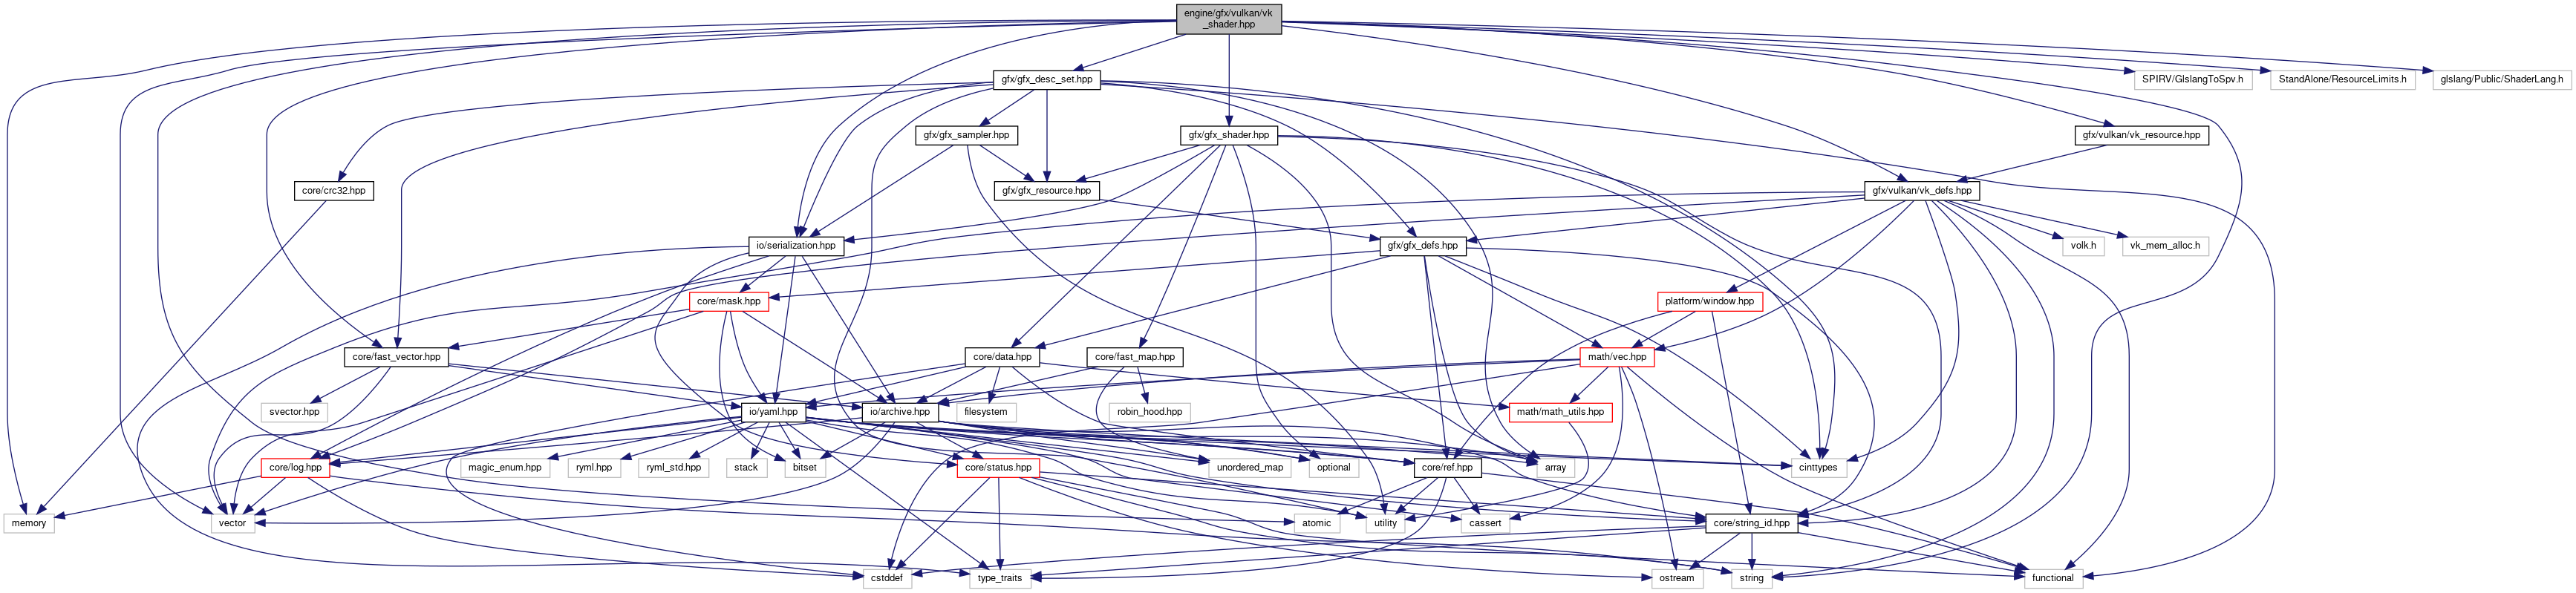 engine/gfx/vulkan/vk
_shader.hpp
gfx/gfx_desc_set.hpp
SPIRV/GlslangToSpv.h
StandAlone/ResourceLimits.h
glslang/Public/ShaderLang.h
gfx/gfx_sampler.hpp
gfx/gfx_shader.hpp
gfx/vulkan/vk_resource.hpp
core/crc32.hpp
gfx/gfx_resource.hpp
gfx/vulkan/vk_defs.hpp
io/serialization.hpp
gfx/gfx_defs.hpp
volk.h
vk_mem_alloc.h
core/mask.hpp
platform/window.hpp
core/fast_vector.hpp
core/data.hpp
core/fast_map.hpp
math/vec.hpp
svector.hpp
io/yaml.hpp
io/archive.hpp
filesystem
robin_hood.hpp
math/math_utils.hpp
core/log.hpp
magic_enum.hpp
ryml.hpp
ryml_std.hpp
stack
bitset
core/status.hpp
unordered_map
optional
core/ref.hpp
array
cinttypes
memory
vector
atomic
utility
cassert
core/string_id.hpp
cstddef
type_traits
ostream
string
functional